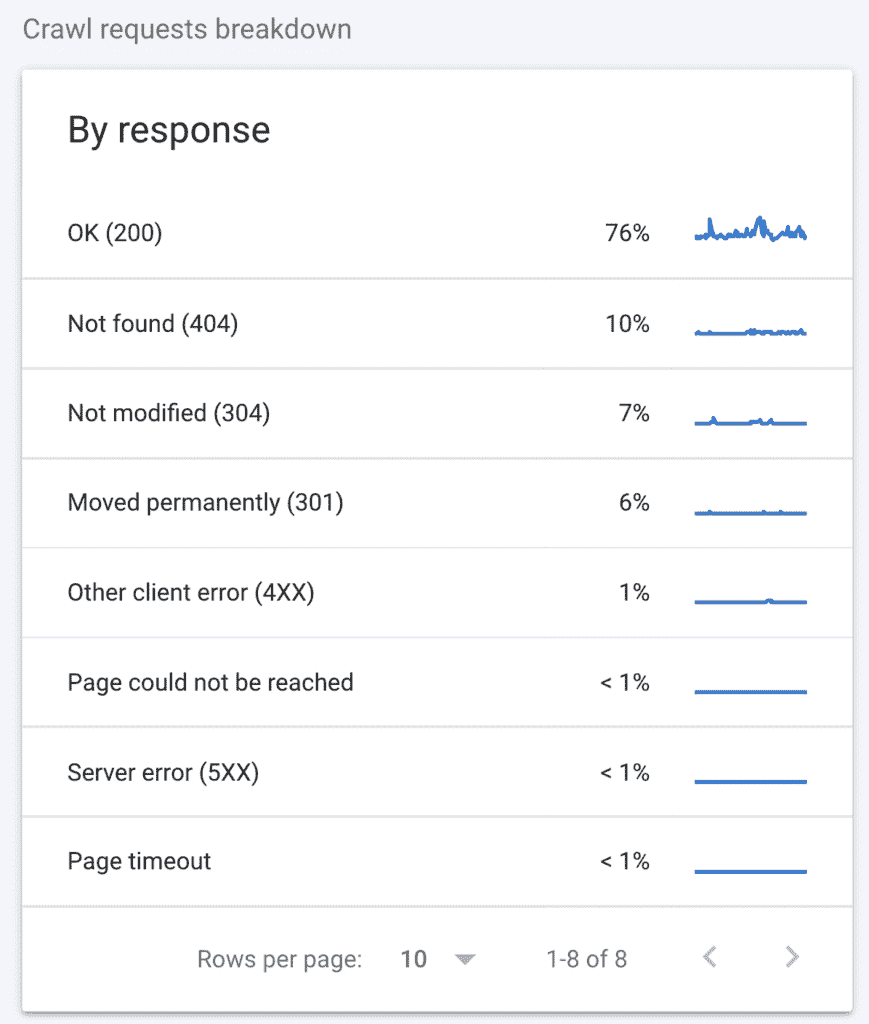 Crawl requests breakdown
By response
OK (200) 76%
Not found (404) 10%
Not modified (304) 7%
Moved permanently (301) 6%
Other client error (4XX) 1%
Page could not be reached < 1%
Server error (5XX) < 1%
Page timeout < 1%
Rows per page: 10 1-8 of 8